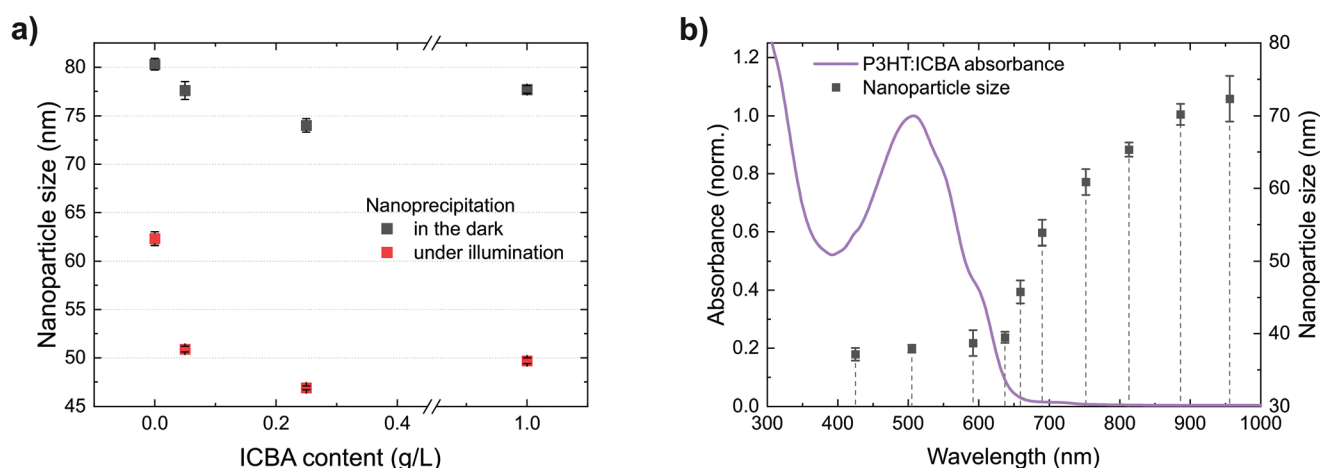 a)
Nanoparticle size (nm)
80
75
70
65
60
55
50
45
Nanoprecipitation
in the dark
under illumination
0.0 0.2 0.4 1.0
ICBA content (g/L)
b)
Absorbance (norm.)
1.2
1.0
0.8
0.6
0.4
0.2
0.0
P3HT:ICBA absorbance
Nanoparticle size
80
70
60
50
40
30
Nanoparticle size (nm)
300 400 500 600 700 800 900 1000
Wavelength (nm)